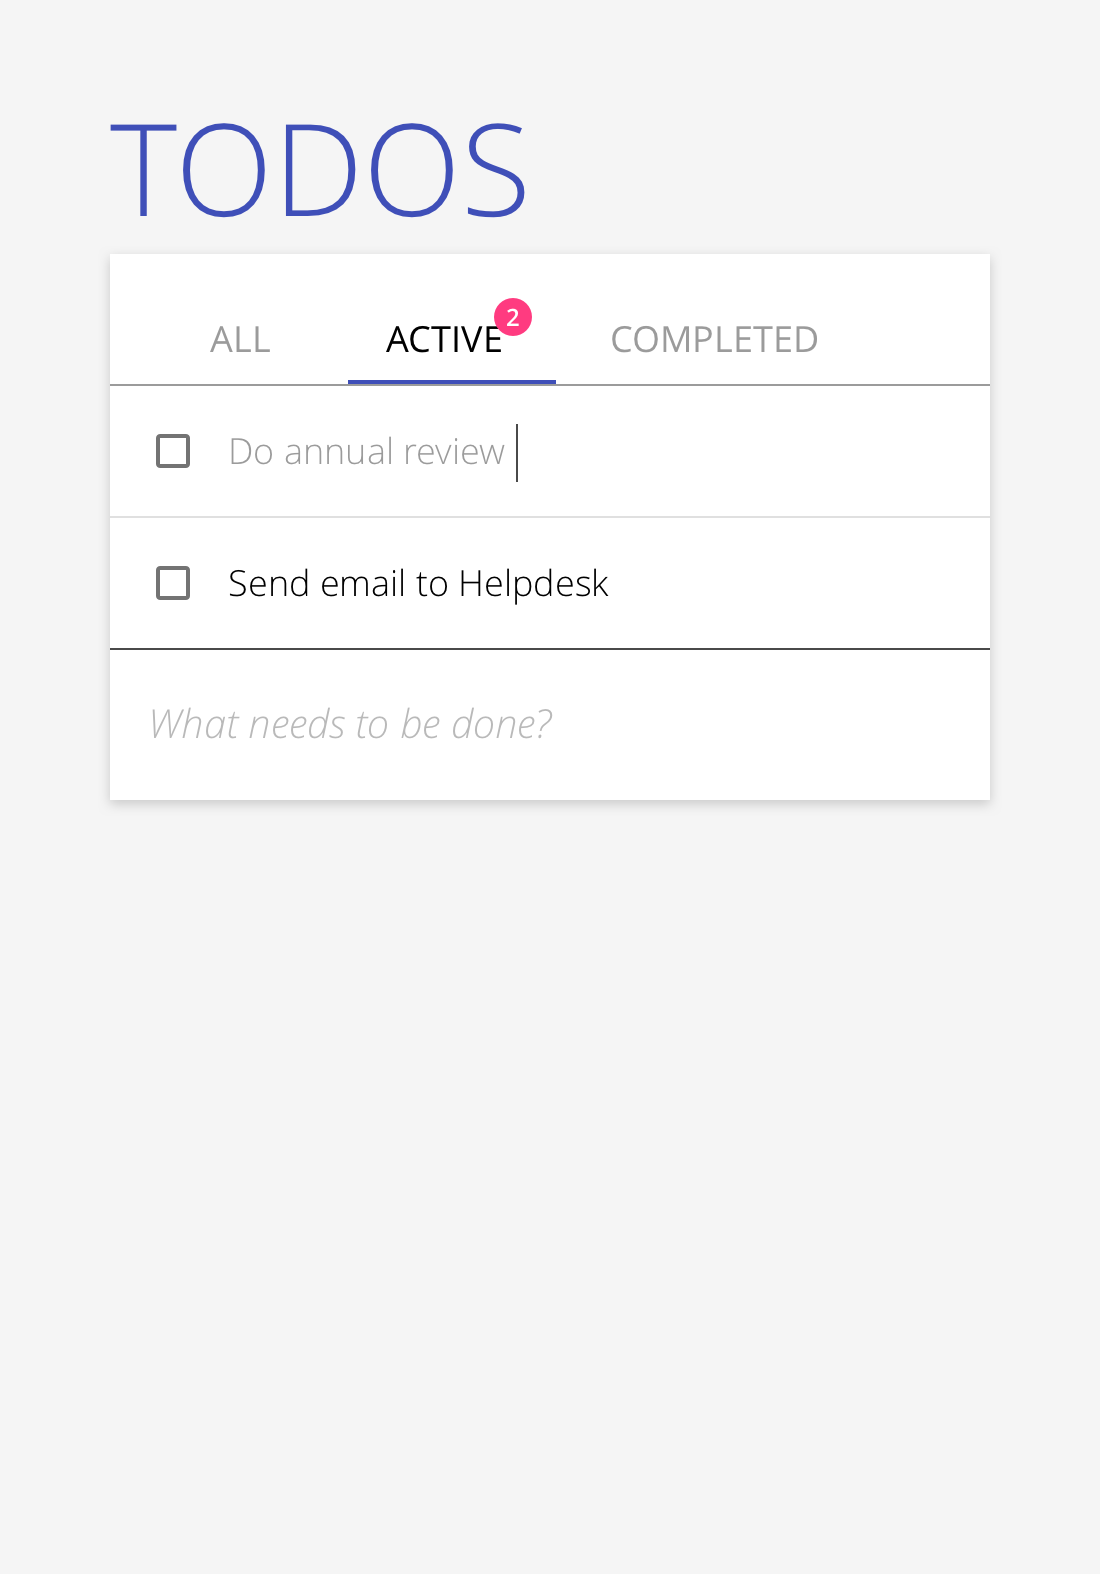 TODOS
ALL ACTIVE 2 COMPLETED
Do annual review
Send email to Helpdesk
What needs to be done?